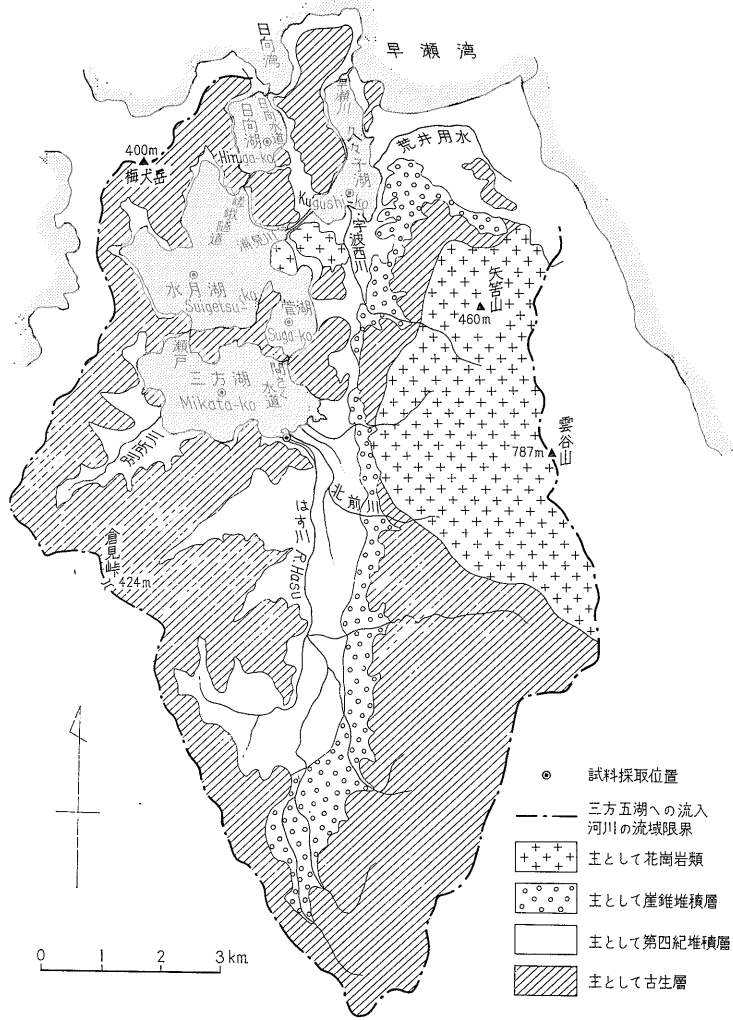 早瀬湾
日向湾
早瀬川
日向水道
日向湖
Hiruga-ko
久々子湖
Kugushi-ko
荒井用水
400m
梅丈岳
嵯峨隧道
浦見川
宇波西川
矢筈山
460m
水月湖
Suigetsu-ko
菅湖
Suga-ko
瀬戸
三方湖
Mikata-ko
水道
雲谷山
787m
別所川
北前川
はす川 R.Hasu
倉見峠
424m
試料採取位置
三方五湖への流入
河川の流域限界
主として花崗岩類
主として崖錐堆積層
主として第四紀堆積層
主として古生層
0 1 2 3 km